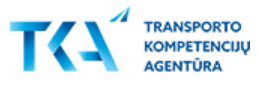 TKA
TRANSPORTO
KOMPETENCIJŲ
AGENTŪRA